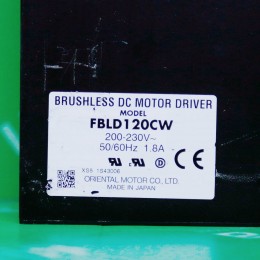 BRUSHLESS DC MOTOR DRIVER
MODEL
FBLD120CW
200-230V~
50/60Hz 1.8A
ORIENTAL MOTOR CO. LTD.
MADE IN JAPAN